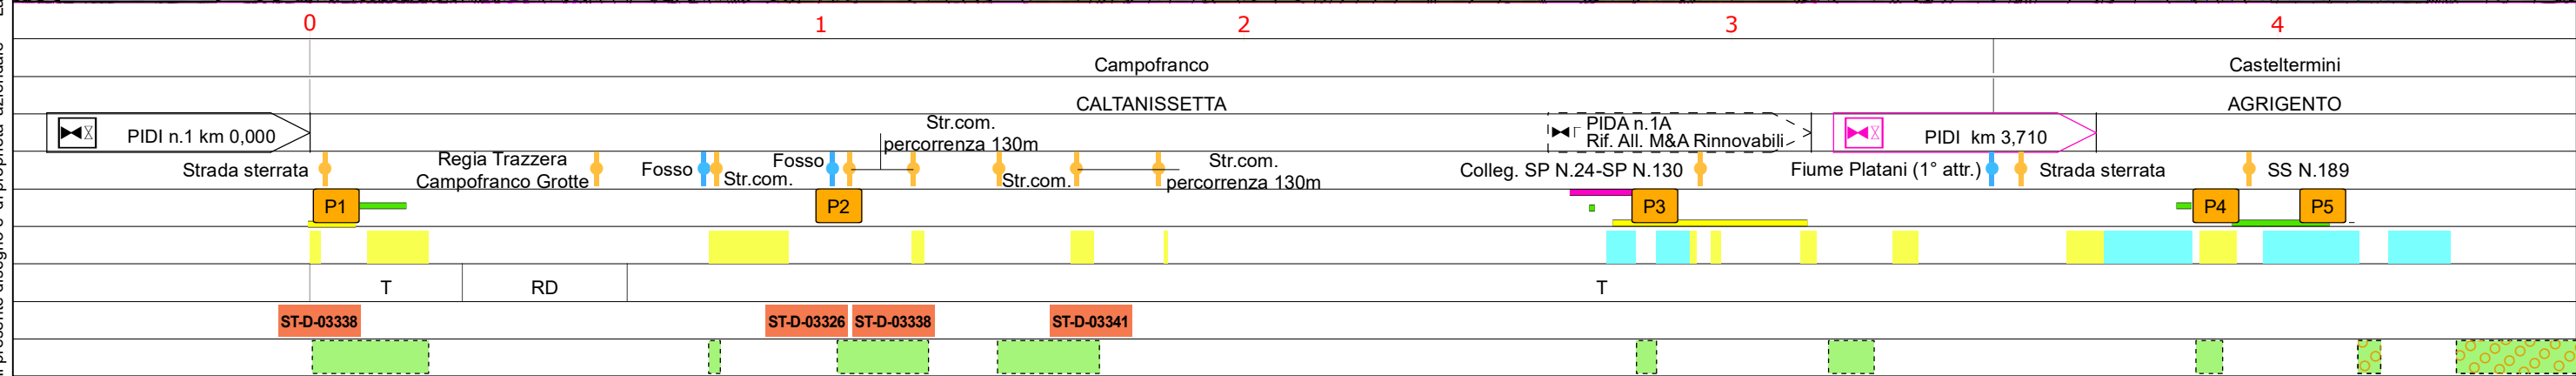 0 1 2 3 4
Campofranco Casteltermini
CALTANISSETTA AGRIGENTO
PIDI n.1 km 0,000
Str.com.
percorrenza 130m
PIDA n.1A
Rif. All. M&A Rinnovabili
PIDI km 3,710
Strada sterrata
Regia Trazzera
Campofranco Grotte
Fosso
Str.com.
Fosso
Str.com.
Str.com.
percorrenza 130m
Colleg. SP N.24-SP N.130
Fiume Platani (1° attr.)
Strada sterrata
SS N.189
P1 P2 P3 P4 P5
T RD T
ST-D-03338 ST-D-03326 ST-D-03338 ST-D-03341